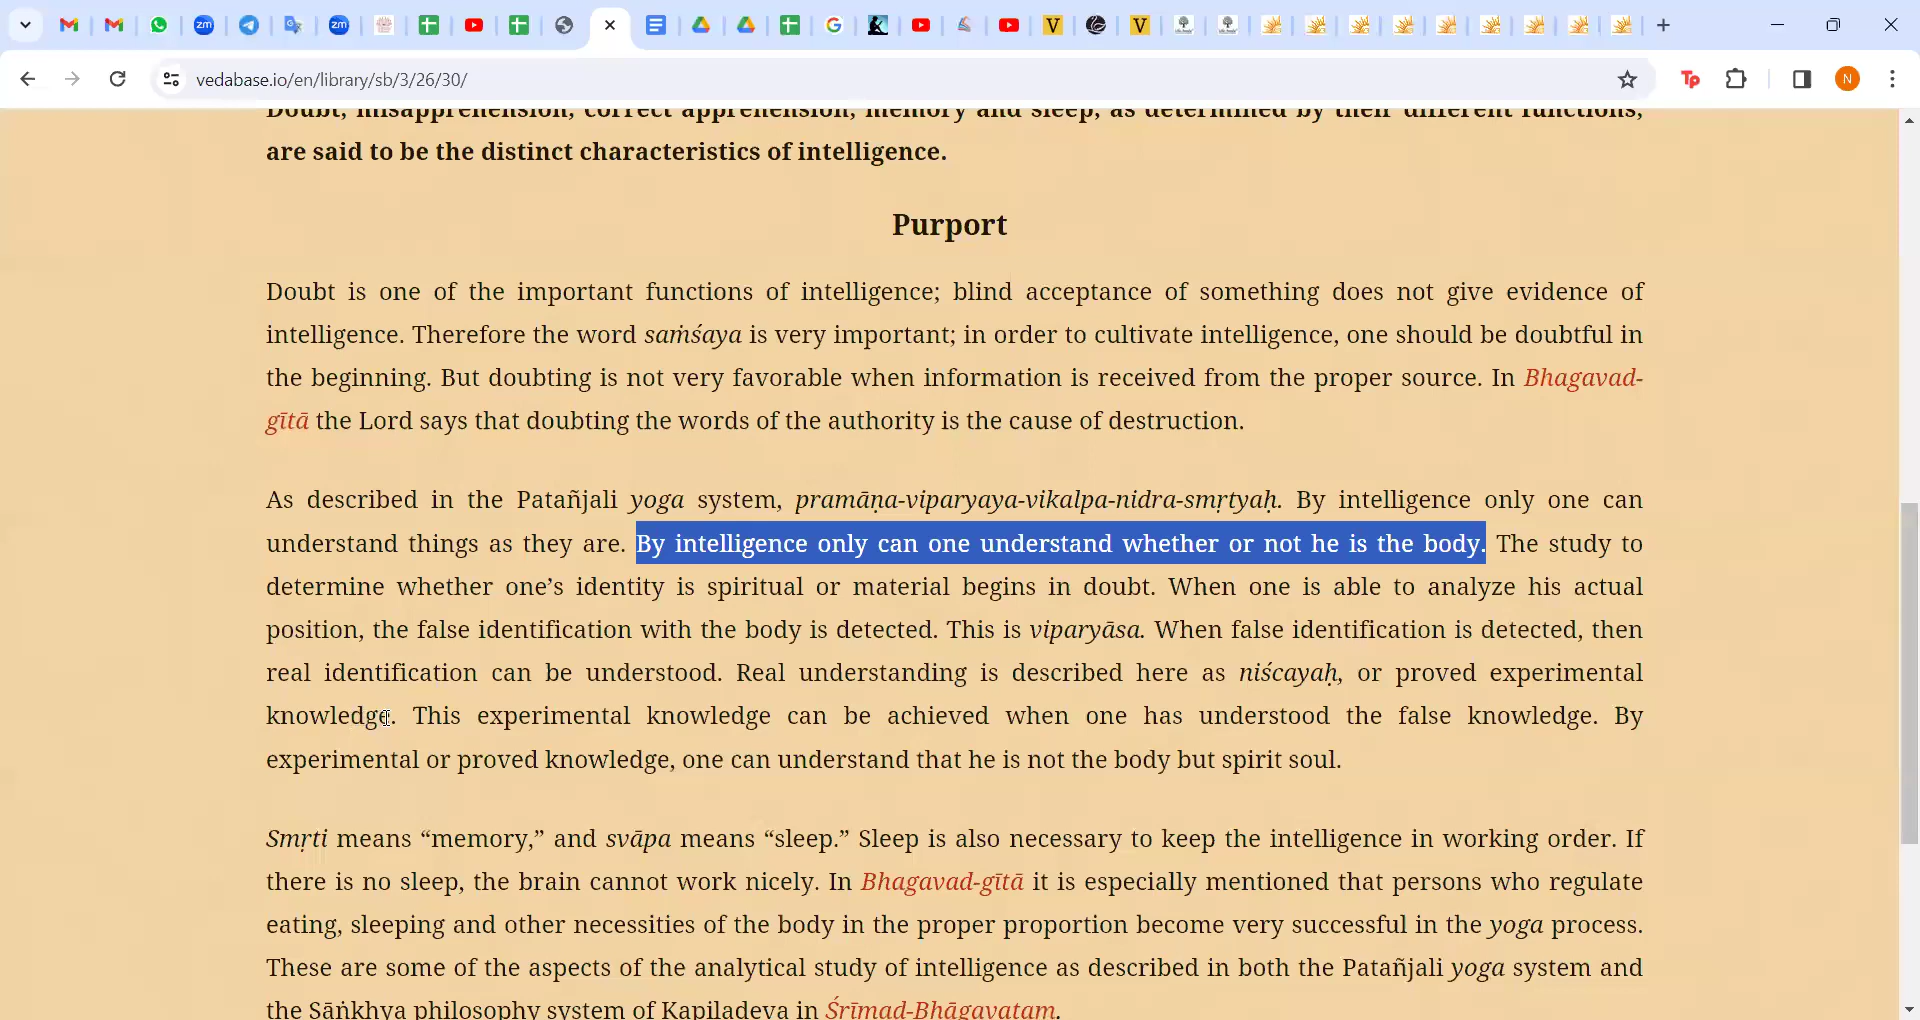 vedabase.io/en/library/sb/3/26/30/
Doubt, misapprehension, correct apprehension, memory and sleep, as determined by their different functions,
are said to be the distinct characteristics of intelligence.
Purport
Doubt is one of the important functions of intelligence; blind acceptance of something does not give evidence of
intelligence. Therefore the word saṁśaya is very important; in order to cultivate intelligence, one should be doubtful in
the beginning. But doubting is not very favorable when information is received from the proper source. In Bhagavad-
gītā the Lord says that doubting the words of the authority is the cause of destruction.
As described in the Patañjali yoga system, pramāṇa-viparyaya-vikalpa-nidra-smṛtyaḥ. By intelligence only one can
understand things as they are. By intelligence only can one understand whether or not he is the body. The study to
determine whether one’s identity is spiritual or material begins in doubt. When one is able to analyze his actual
position, the false identification with the body is detected. This is viparyāsa. When false identification is detected, then
real identification can be understood. Real understanding is described here as niścayaḥ, or proved experimental
knowledge. This experimental knowledge can be achieved when one has understood the false knowledge. By
experimental or proved knowledge, one can understand that he is not the body but spirit soul.
Smṛti means “memory,” and svāpa means “sleep.” Sleep is also necessary to keep the intelligence in working order. If
there is no sleep, the brain cannot work nicely. In Bhagavad-gītā it is especially mentioned that persons who regulate
eating, sleeping and other necessities of the body in the proper proportion become very successful in the yoga process.
These are some of the aspects of the analytical study of intelligence as described in both the Patañjali yoga system and
the Sāṅkhya philosophy system of Kapiladeva in Śrīmad-Bhāgavatam.